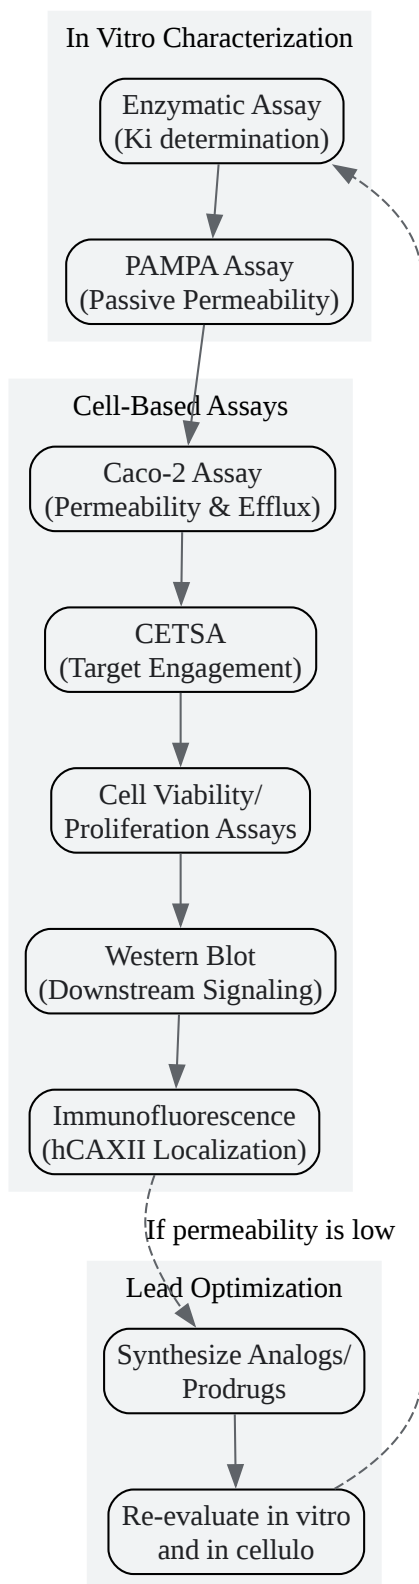 In Vitro Characterization
Enzymatic Assay
(Ki determination)
PAMPA Assay
(Passive Permeability)
Cell-Based Assays
Caco-2 Assay
(Permeability & Efflux)
CETSA
(Target Engagement)
Cell Viability/
Proliferation Assays
Western Blot
(Downstream Signaling)
Immunofluorescence
(hCAXII Localization)
If permeability is low
Lead Optimization
Synthesize Analogs/
Prodrugs
Re-evaluate in vitro
and in cellulo